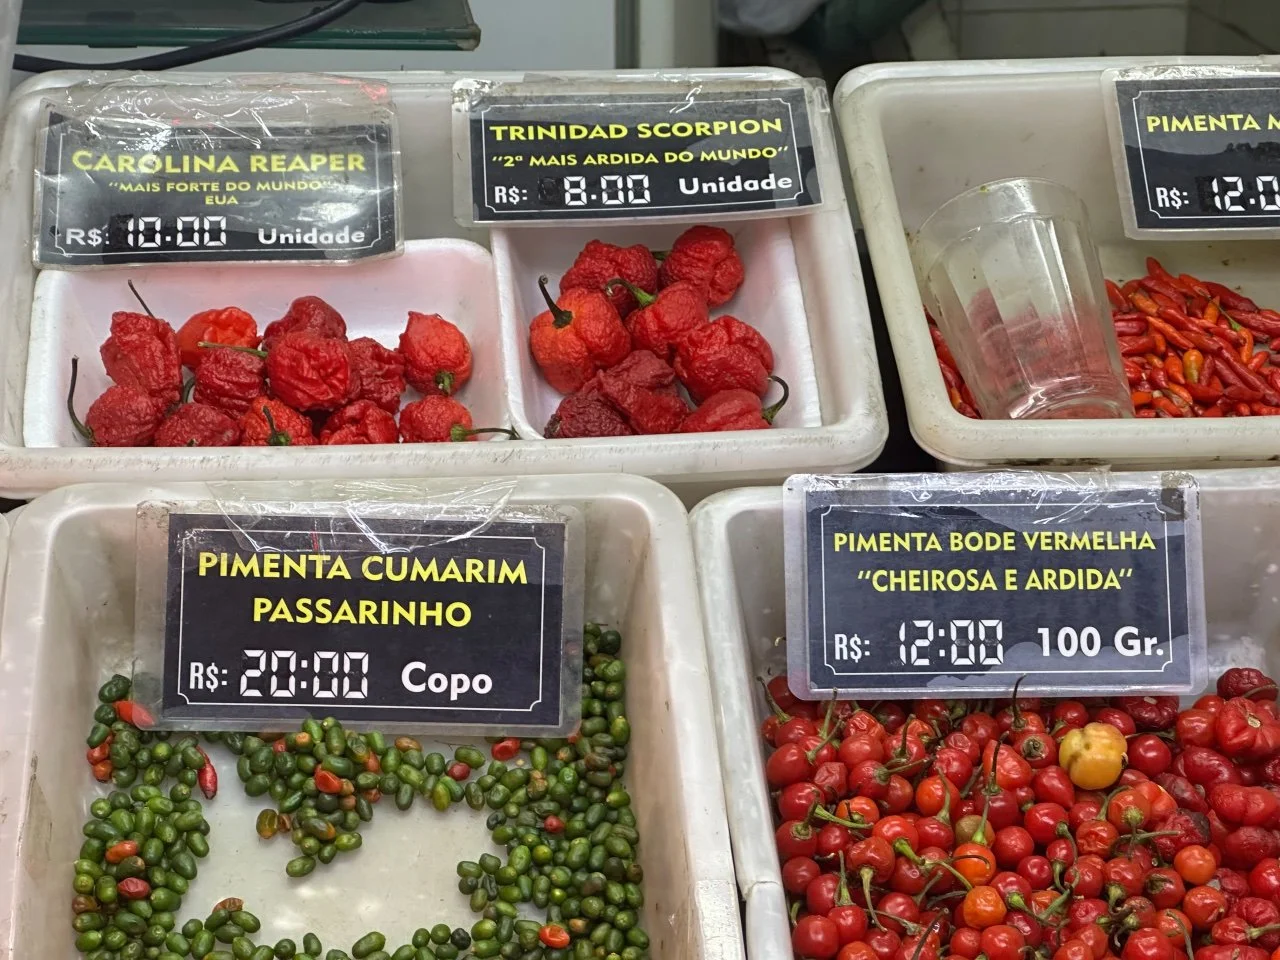 CAROLINA REAPER
"MAIS FORTE DO MUNDO"
EUA
R$: 10:00 Unidade
TRINIDAD SCORPION
"2ª MAIS ARDIDA DO MUNDO"
R$: 8:00 Unidade
PIMENTA
R$:
PIMENTA CUMARIM
PASSARINHO
R$: 20:00 Copo
PIMENTA BODE VERMELHA
"CHEIROSA E ARDIDA"
R$: 12:00 100 Gr.